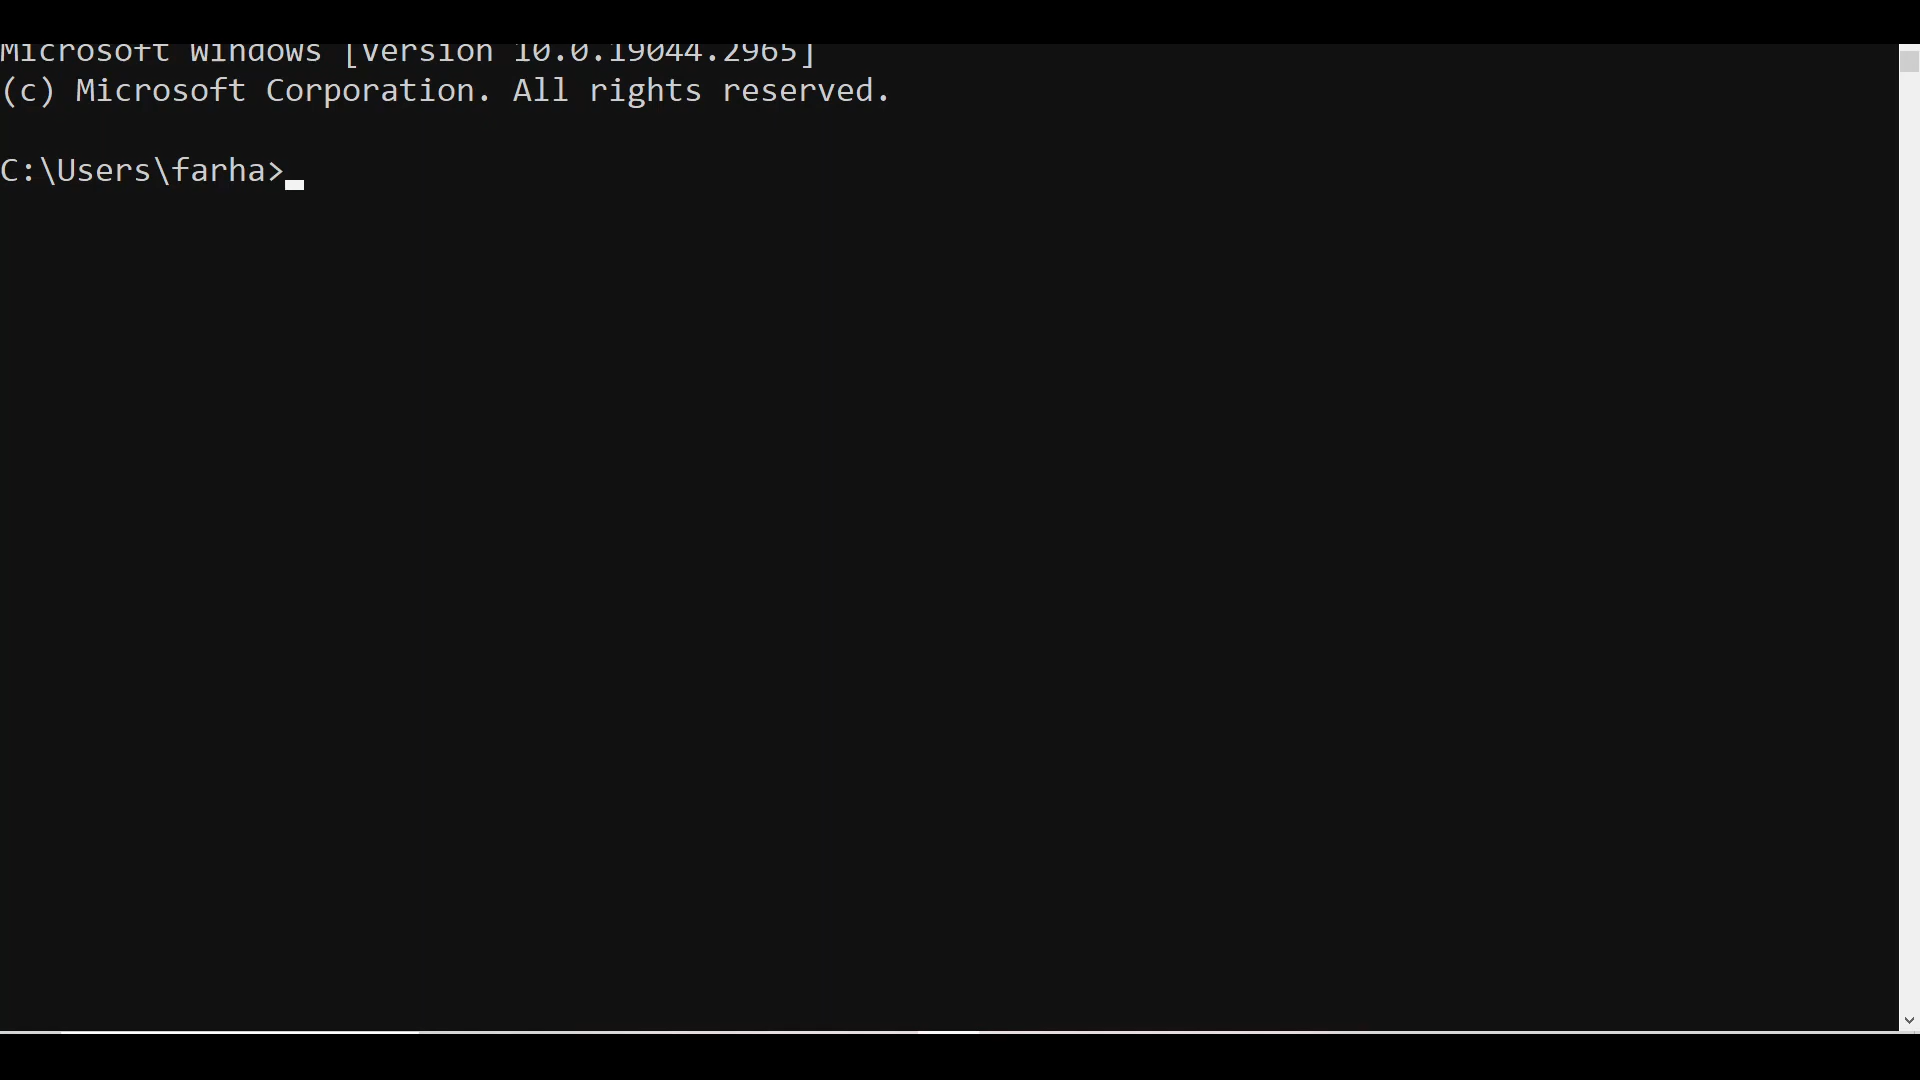 Microsoft Windows [Version 10.0.19044.2965]
(c) Microsoft Corporation. All rights reserved.
C:\Users\farha>